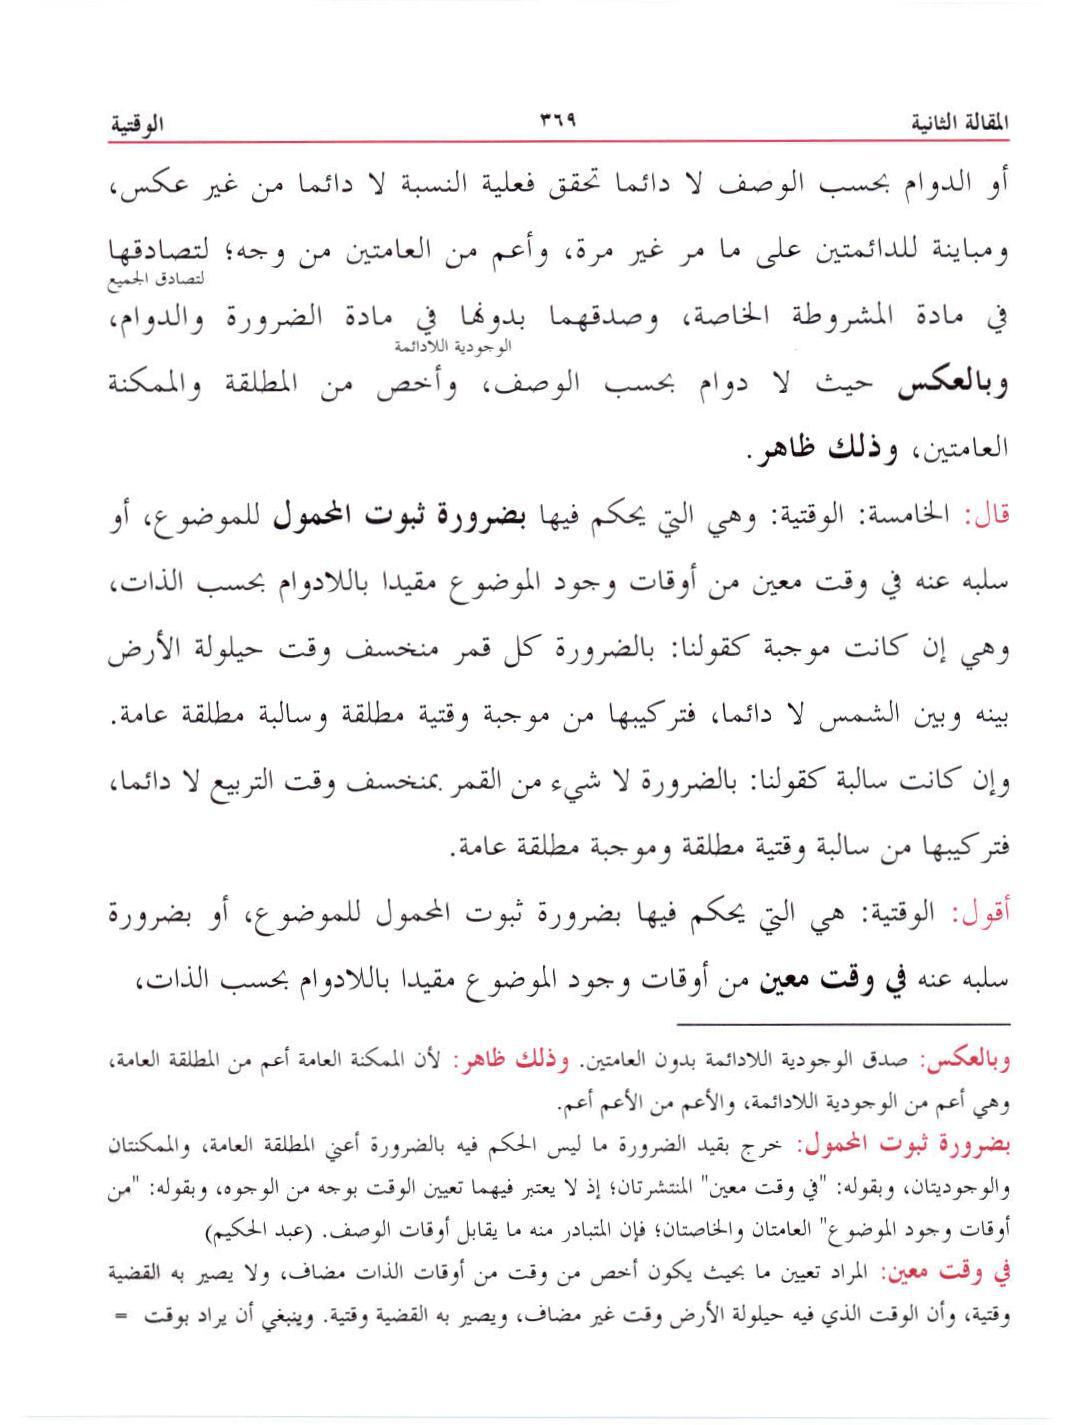 المقالة الثانية ٣٦٩ الوقتية
أو الدوام بحسب الوصف لا دائما تحقق فعلية النسبة لا دائما من غير عكس،
ومباينة للدائمتين على ما مر غير مرة، وأعم من العامتين من وجه؛ لتصادقها
لتصادق الجميع
في مادة المشروطة الخاصة، وصدقهما بدونها في مادة الضرورة والدوام،
الوجودية اللادائمة
وبالعكس حيث لا دوام بحسب الوصف، وأخص من المطلقة والممكنة
العامتين، وذلك ظاهر.
قال: الخامسة: الوقتية: وهي التي يحكم فيها بضرورة ثبوت المحمول للموضوع، أو
سلبه عنه في وقت معين من أوقات وجود الموضوع مقيدا باللادوام بحسب الذات،
وهي إن كانت موجبة كقولنا: بالضرورة كل قمر منخسف وقت حيلولة الأرض
بينه وبين الشمس لا دائما، فتركيبها من موجبة وقتية مطلقة وسالبة مطلقة عامة.
وإن كانت سالبة كقولنا: بالضرورة لا شيء من القمر بمنخسف وقت التربيع لا دائما،
فتركيبها من سالبة وقتية مطلقة وموجبة مطلقة عامة.
أقول: الوقتية: هي التي يحكم فيها بضرورة ثبوت المحمول للموضوع، أو بضرورة
سلبه عنه في وقت معين من أوقات وجود الموضوع مقيدا باللادوام بحسب الذات،
وبالعكس: صدق الوجودية اللادائمة بدون العامتين. وذلك ظاهر: لأن الممكنة العامة أعم من المطلقة العامة،
وهي أعم من الوجودية اللادائمة، والأعم من الأعم أعم.
بضرورة ثبوت المحمول: خرج بقيد الضرورة ما ليس الحكم فيه بالضرورة أعني المطلقة العامة، والممكنتان
والوجوديتان، وبقوله: "في وقت معين" المنتشرتان؛ إذ لا يعتبر فيهما تعيين الوقت بوجه من الوجوه، وبقوله: "من
أوقات وجود الموضوع" العامتان والخاصتان؛ فإن المتبادر منه ما يقابل أوقات الوصف. (عبد الحكيم)
في وقت معين: المراد تعيين ما بحيث يكون أخص من وقت من أوقات الذات مضاف، ولا يصير به القضية
وقتية، وأن الوقت الذي فيه حيلولة الأرض وقت غير مضاف، ويصير به القضية وقتية. وينبغي أن يراد بوقت =